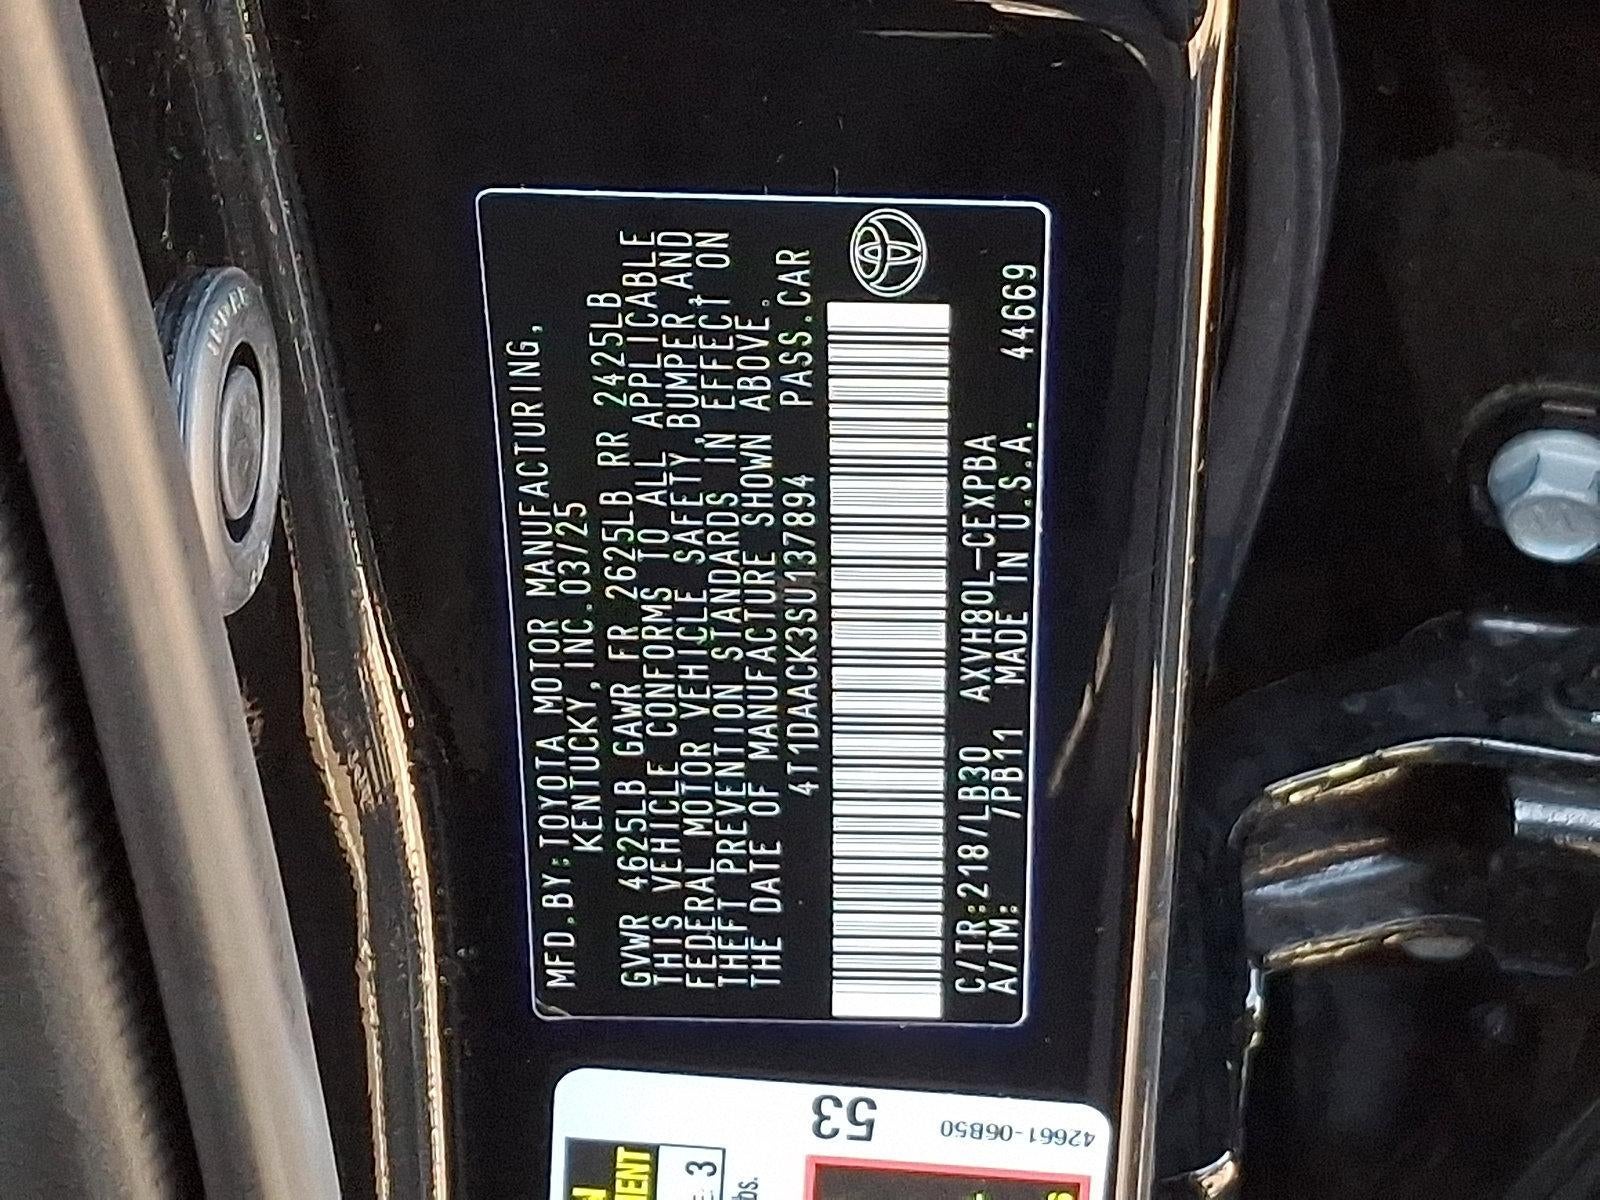 MFD.BY:TOYOTA MOTOR MANUFACTURING,
KENTUCKY, INC.03/25
GVWR 4625LB GAWR FR 2625LB RR 2425LB
THIS VEHICLE CONFORMS TO ALL APPLICABLE
FEDERAL MOTOR VEHICLE SAFETY,BUMPER,AND
THEFT PREVENTION STANDARDS IN EFFECT ON
THE DATE OF MANUFACTURE SHOWN ABOVE.
4T1DAACK3SU137894 PASS.CAR
C/TR:218/LB30 AXVH80L-CEXPBA
A/TM: /PB11 MADE IN U.S.A. 44669
53
42661-06B50
3